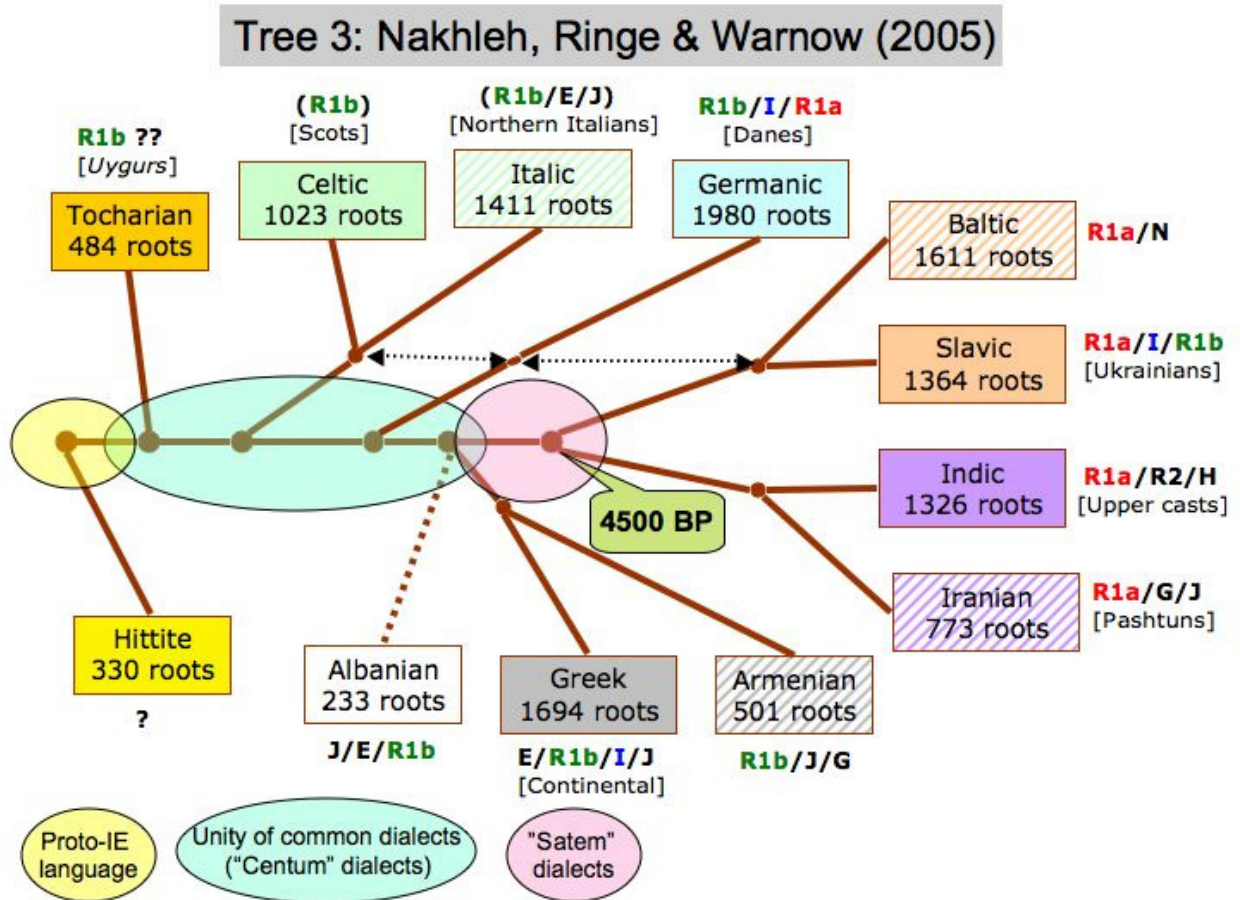 Tree 3: Nakhleh, Ringe & Warnow (2005)
R1b ??
[Uygurs]
Tocharian
484 roots
(R1b)
[Scots]
Celtic
1023 roots
(R1b/E/J)
[Northern Italians]
Italic
1411 roots
R1b/I/R1a
[Danes]
Germanic
1980 roots
Baltic
1611 roots
R1a/N
Slavic
1364 roots
R1a/I/R1b
[Ukrainians]
Indic
1326 roots
R1a/R2/H
[Upper casts]
4500 BP
Iranian
773 roots
R1a/G/J
[Pashtuns]
Hittite
330 roots
?
Albanian
233 roots
J/E/R1b
Greek
1694 roots
E/R1b/I/J
[Continental]
Armenian
501 roots
R1b/J/G
Proto-IE
language
Unity of common dialects
("Centum" dialects)
"Satem"
dialects